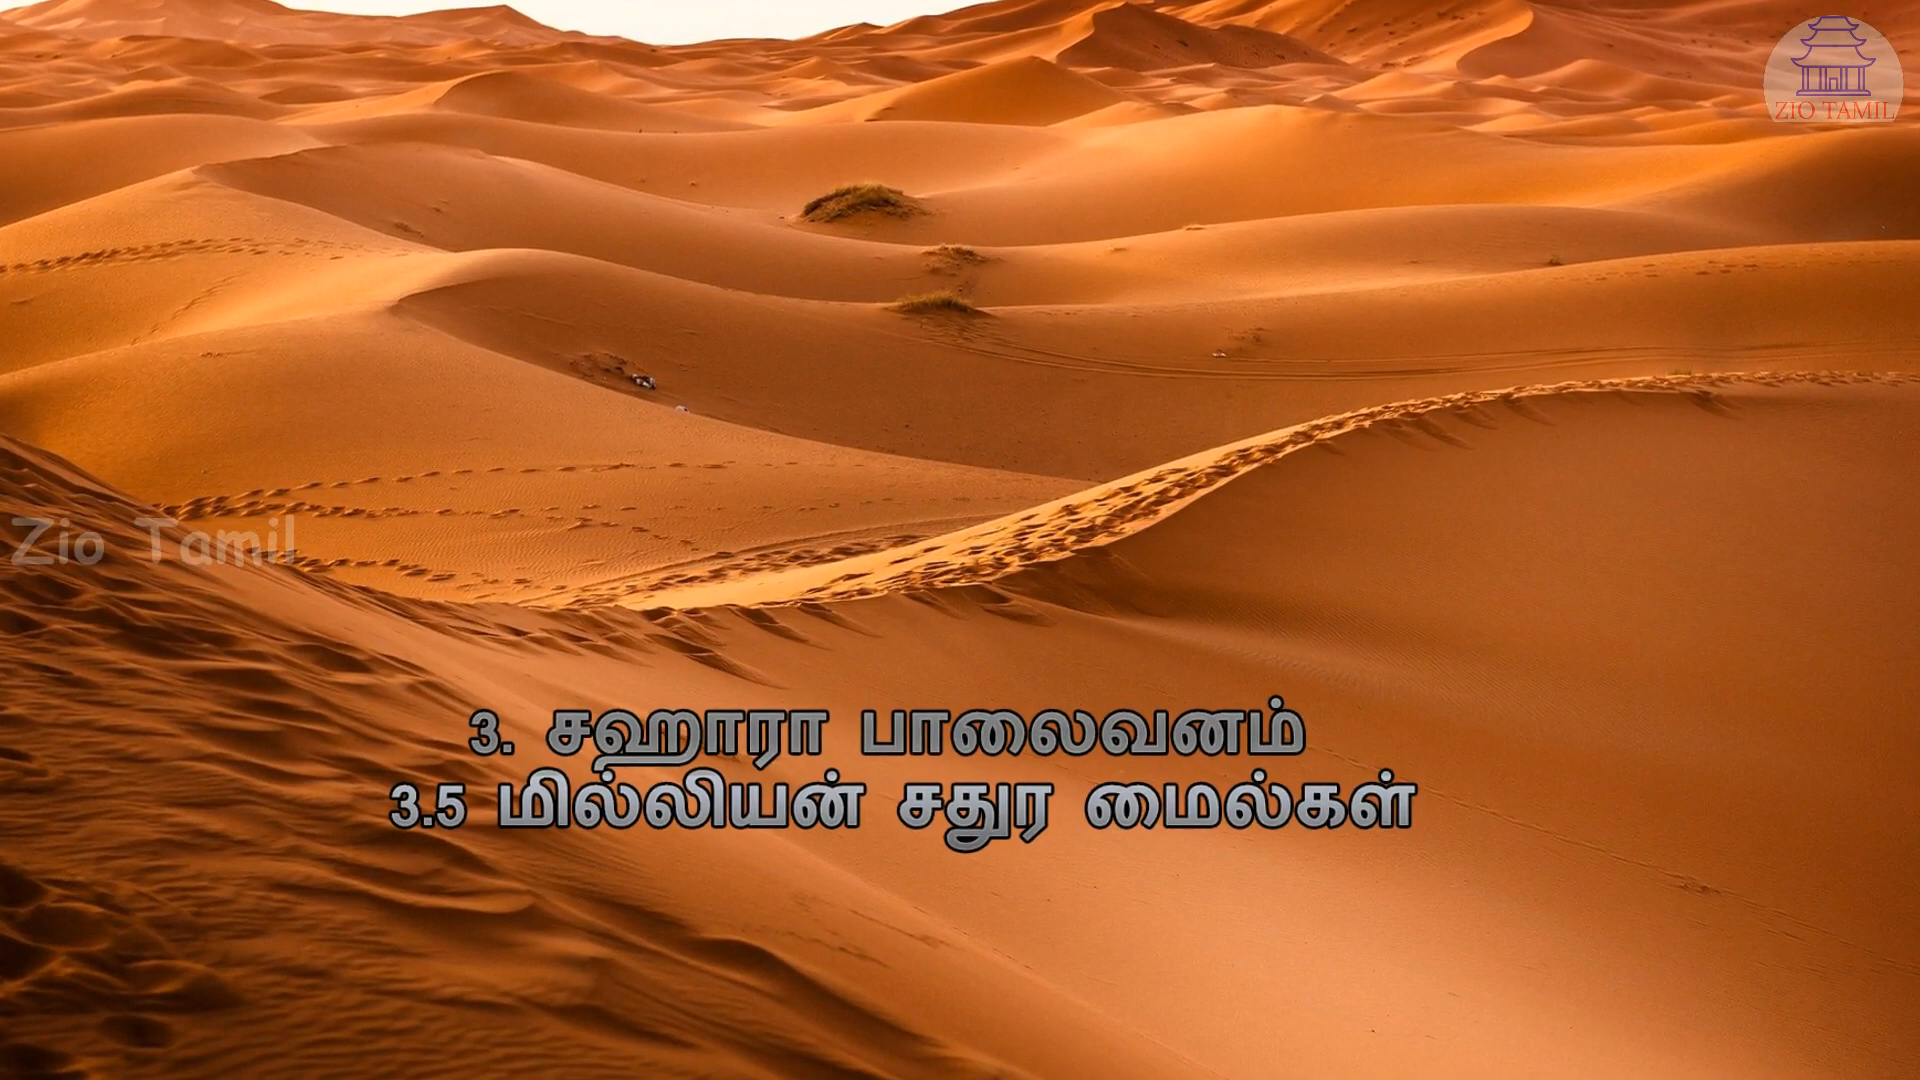 ZIO TAMIL
Zio Tamil
3. சஹாரா பாலைவனம்
3.5 மில்லியன் சதுர மைல்கள்